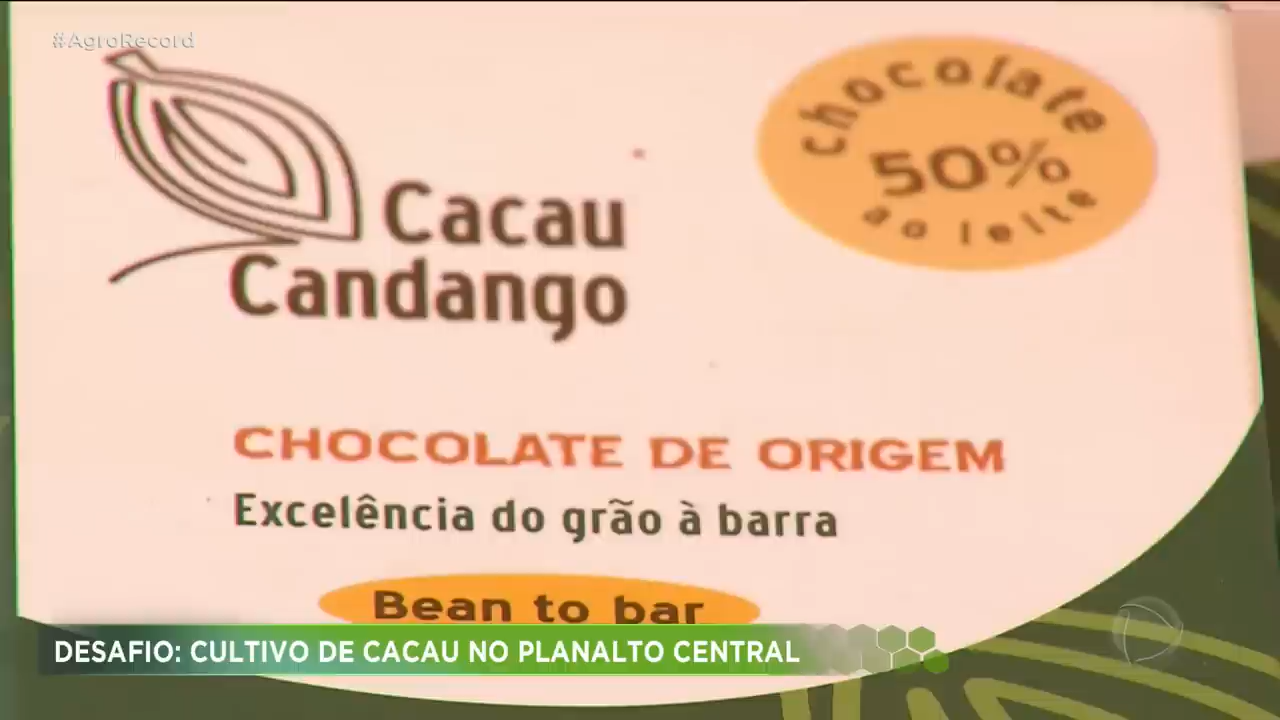 #AgroRecord
chocolate
50%
ao leite
Cacau
Candango
CHOCOLATE DE ORIGEM
Excelência do grão à barra
Bean to bar
DESAFIO: CULTIVO DE CACAU NO PLANALTO CENTRAL